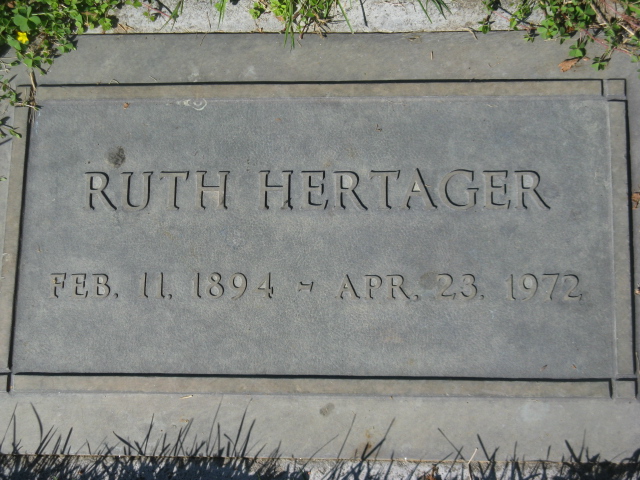 RUTH HERTAGER
FEB. 11, 1894 - APR. 23, 1972